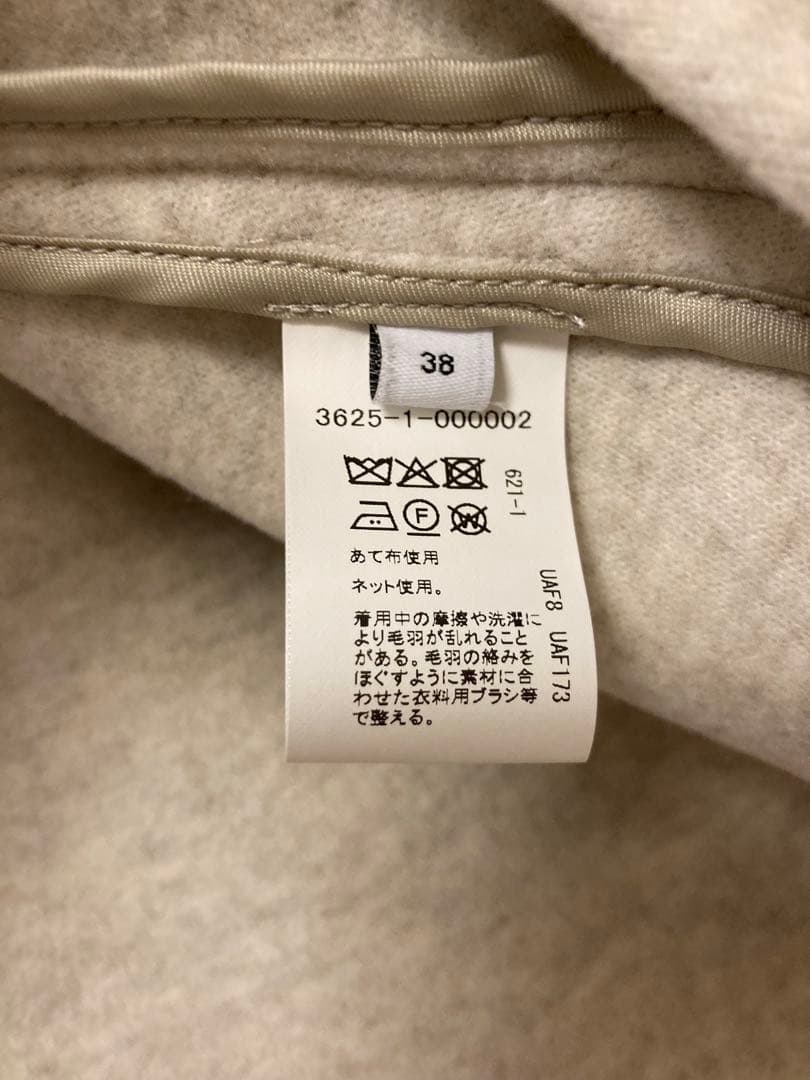 38
3625-1-000002
621-1
F
W
あて布使用
ネット使用。
UAF8 UAF173
着用中の摩擦や洗濯に
より毛羽が乱れること
がある。毛羽の絡みを
ほぐすように素材に合
わせた衣料用ブラシ等
で整える。